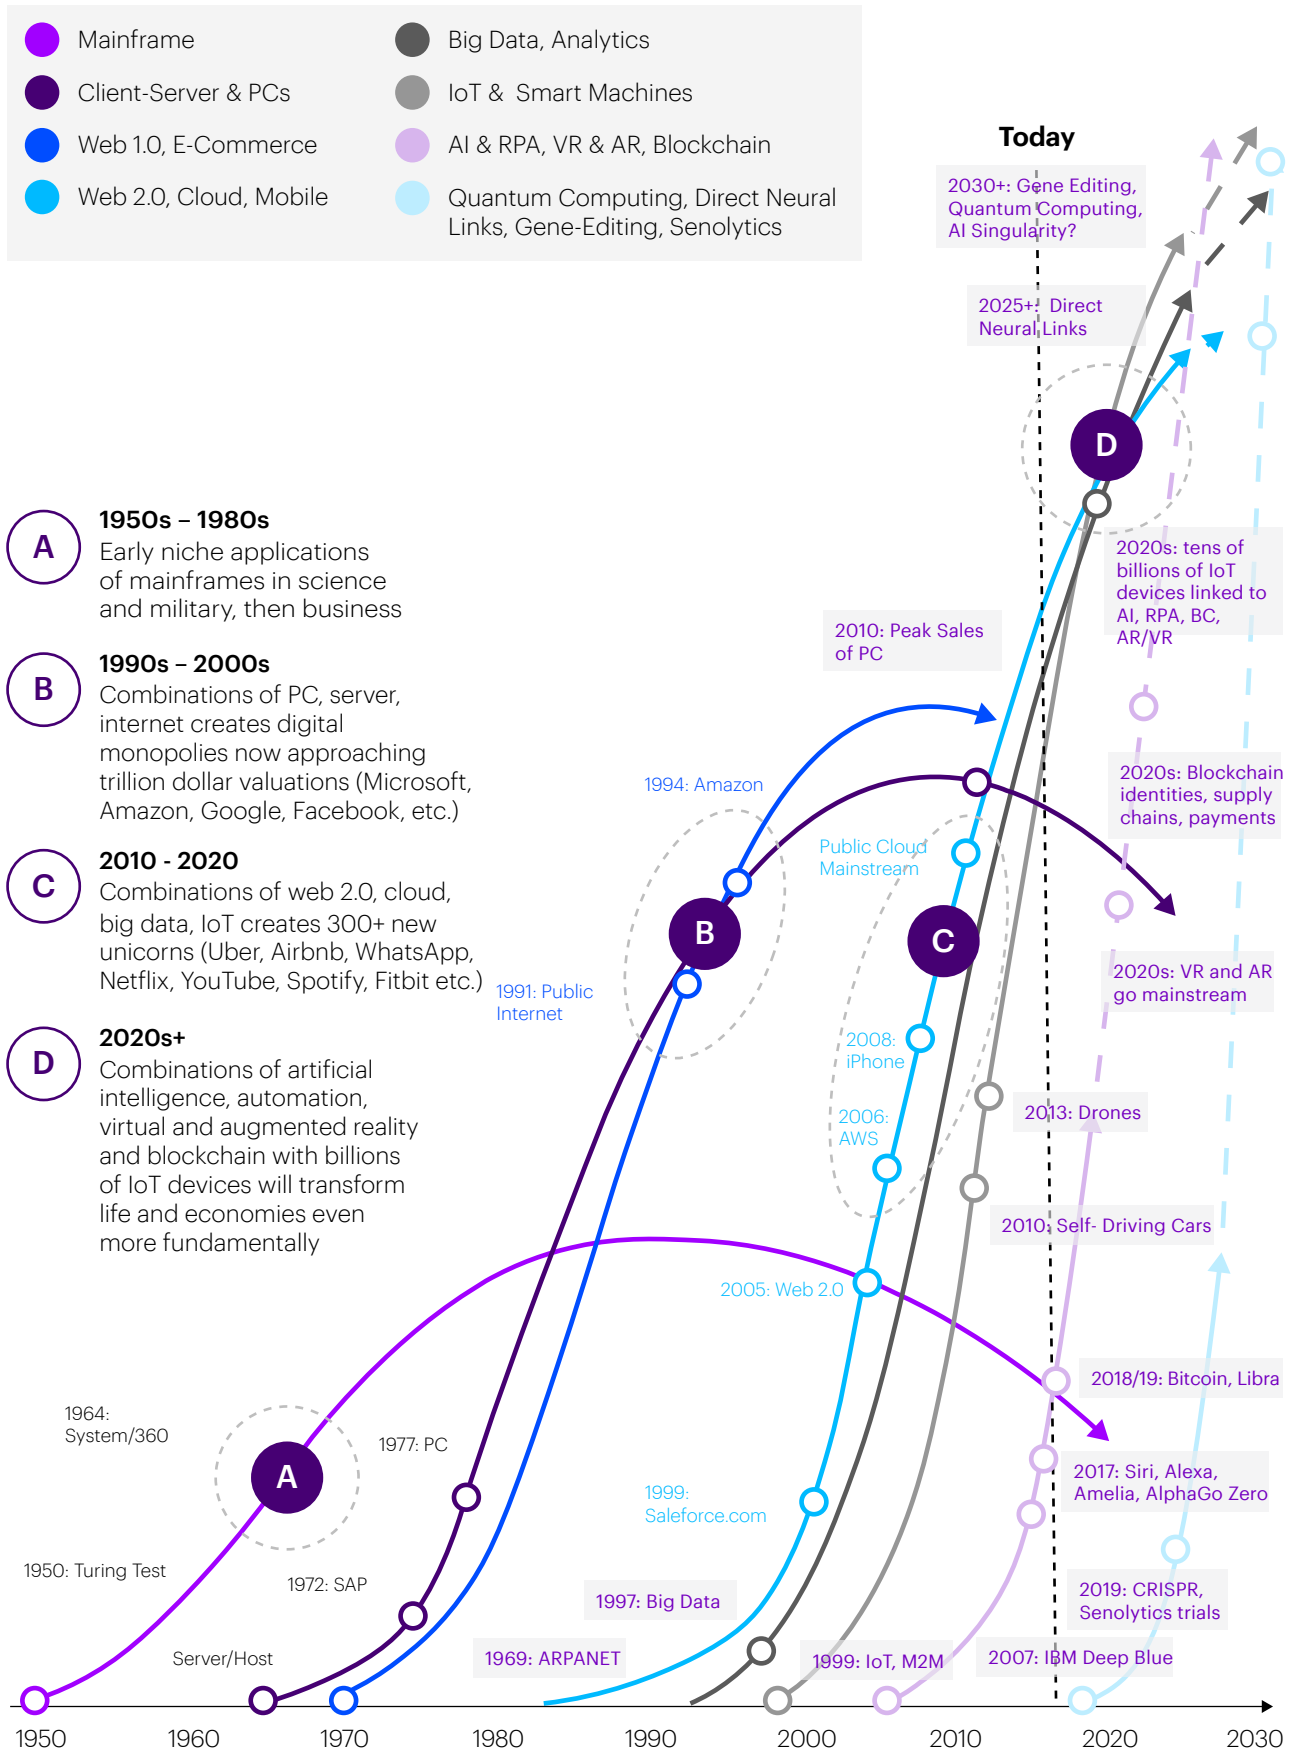 Mainframe
Client-Server & PCs
Web 1.0, E-Commerce
Web 2.0, Cloud, Mobile
Big Data, Analytics
IoT & Smart Machines
AI & RPA, VR & AR, Blockchain
Quantum Computing, Direct Neural
Links, Gene-Editing, Senolytics
Today
2030+: Gene Editing,
Quantum Computing,
AI Singularity?
2025+: Direct
Neural Links
D
A
1950s – 1980s
Early niche applications
of mainframes in science
and military, then business
B
1990s – 2000s
Combinations of PC, server,
internet creates digital
monopolies now approaching
trillion dollar valuations (Microsoft,
Amazon, Google, Facebook, etc.)
C
2010 - 2020
Combinations of web 2.0, cloud,
big data, IoT creates 300+ new
unicorns (Uber, Airbnb, WhatsApp,
Netflix, YouTube, Spotify, Fitbit etc.)
D
2020s+
Combinations of artificial
intelligence, automation,
virtual and augmented reality
and blockchain with billions
of IoT devices will transform
life and economies even
more fundamentally
2020s: tens of
billions of IoT
devices linked to
AI, RPA, BC,
AR/VR
2010: Peak Sales
of PC
1994: Amazon
2020s: Blockchain
identities, supply
chains, payments
Public Cloud
Mainstream
B
C
2020s: VR and AR
go mainstream
1991: Public
Internet
2008:
iPhone
2006:
AWS
2013: Drones
2010: Self- Driving Cars
2005: Web 2.0
2018/19: Bitcoin, Libra
1964:
System/360
1977: PC
A
2017: Siri, Alexa,
Amelia, AlphaGo Zero
1999:
Saleforce.com
1950: Turing Test
1972: SAP
1997: Big Data
2019: CRISPR,
Senolytics trials
Server/Host
1969: ARPANET
1999: IoT, M2M
2007: IBM Deep Blue
1950
1960
1970
1980
1990
2000
2010
2020
2030